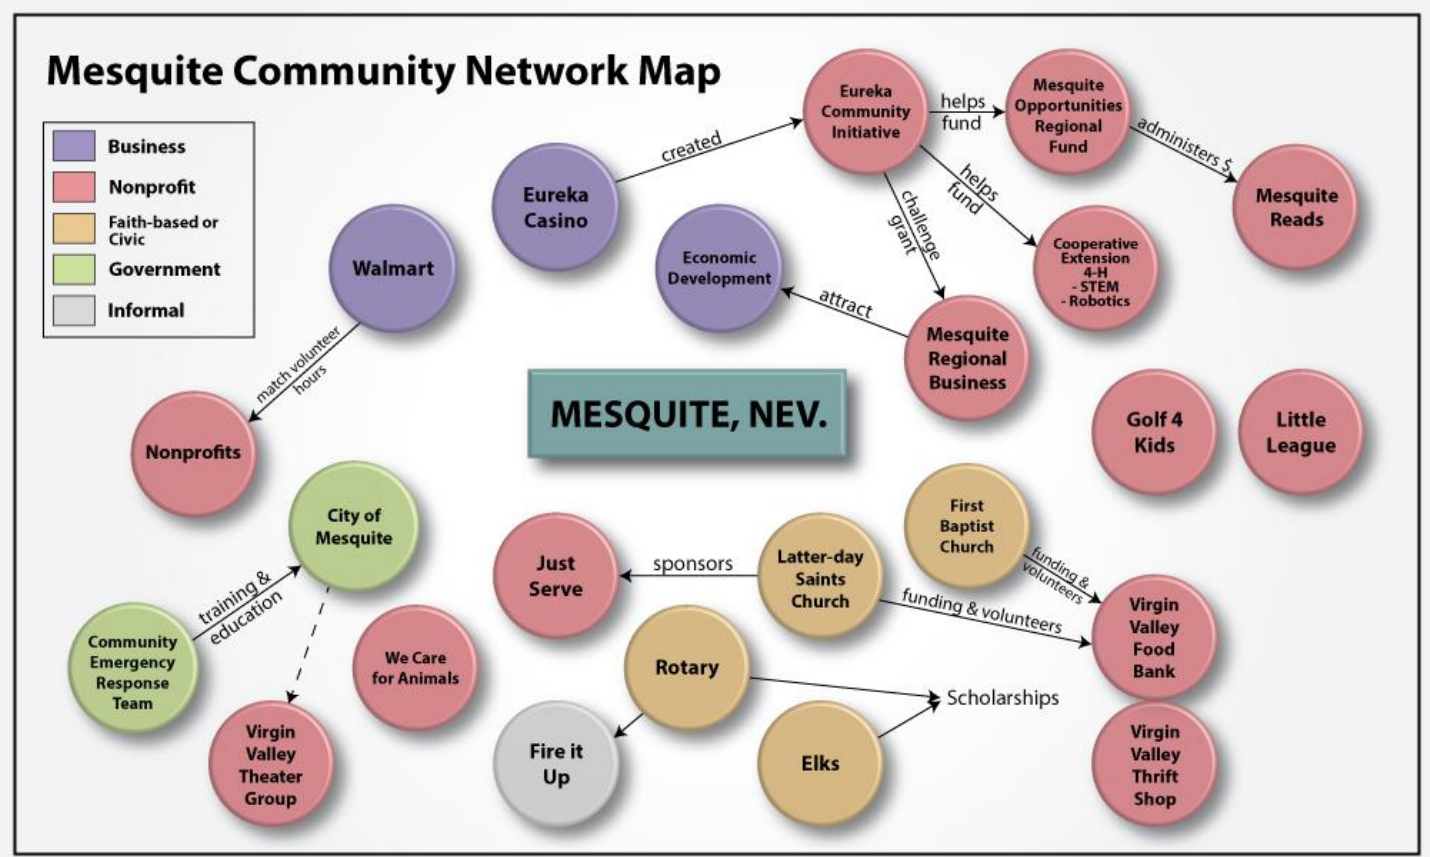 Mesquite Community Network Map
Business
Nonprofit
Faith-based or
Civic
Government
Informal
Eureka
Casino
created
Eureka
Community
Initiative
helps
fund
Mesquite
Opportunities
Regional
Fund
administers $
Mesquite
Reads
helps
fund
Cooperative
Extension
4-H
- STEM
- Robotics
challenge
grant
Mesquite
Regional
Business
attract
Economic
Development
Walmart
match volunteer
hours
Nonprofits
MESQUITE, NEV.
Golf 4
Kids
Little
League
City of
Mesquite
training &
education
Community
Emergency
Response
Team
We Care
for Animals
Virgin
Valley
Theater
Group
Just
Serve
sponsors
Latter-day
Saints
Church
First
Baptist
Church
funding &
volunteers
funding & volunteers
Virgin
Valley
Food
Bank
Rotary
Scholarships
Fire it
Up
Elks
Virgin
Valley
Thrift
Shop